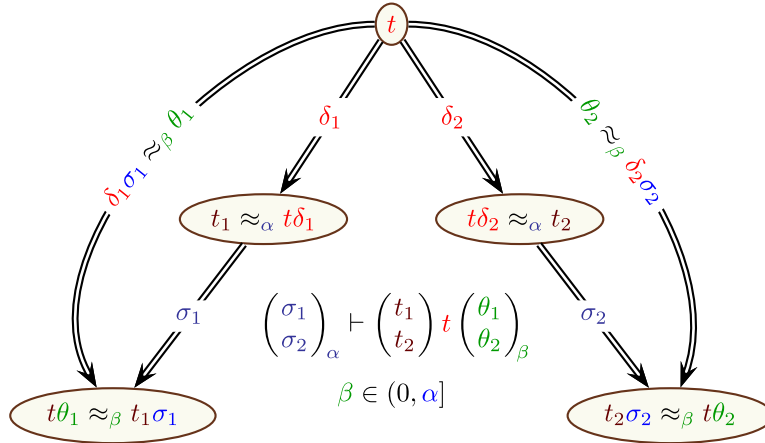 t
δ₁σ₁ ≈β θ₁
δ₁
δ₂
θ₂ ≈β δ₂σ₂
t₁ ≈α tδ₁
tδ₂ ≈α t₂
σ₁
(σ₁ σ₂)α ⊢ (t₁ t₂) t (θ₁ θ₂)β
σ₂
β ∈ (0, α]
tθ₁ ≈β t₁σ₁
t₂σ₂ ≈β tθ₂